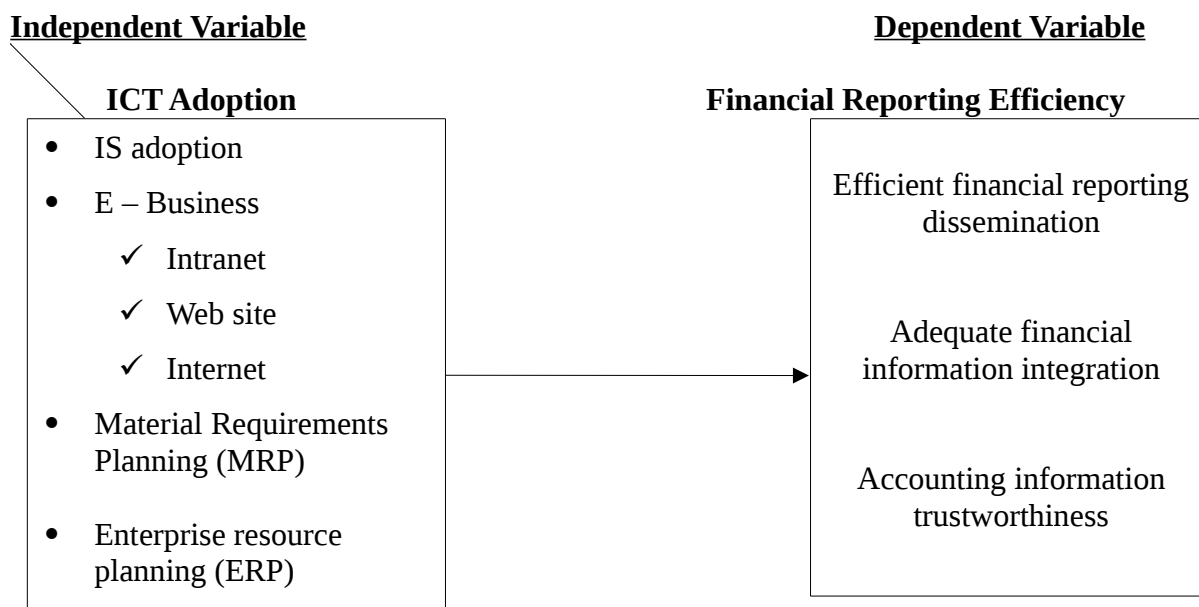 Independent Variable
Dependent Variable
ICT Adoption
Financial Reporting Efficiency
• IS adoption
• E – Business
✓ Intranet
✓ Web site
✓ Internet
• Material Requirements
Planning (MRP)
• Enterprise resource
planning (ERP)
Efficient financial reporting
dissemination
Adequate financial
information integration
Accounting information
trustworthiness